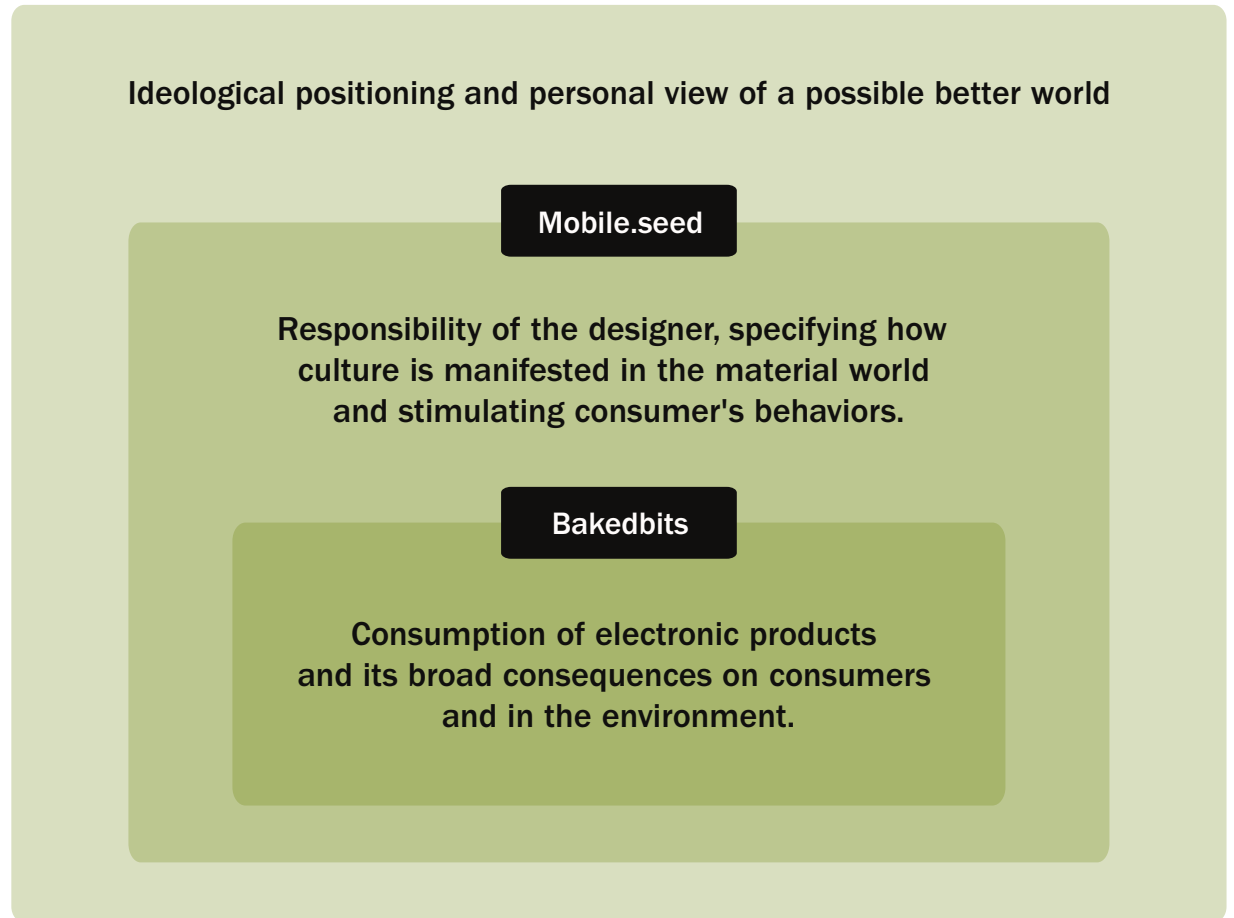 Ideological positioning and personal view of a possible better world
Mobile.seed
Responsibility of the designer, specifying how
culture is manifested in the material world
and stimulating consumer's behaviors.
Bakedbits
Consumption of electronic products
and its broad consequences on consumers
and in the environment.